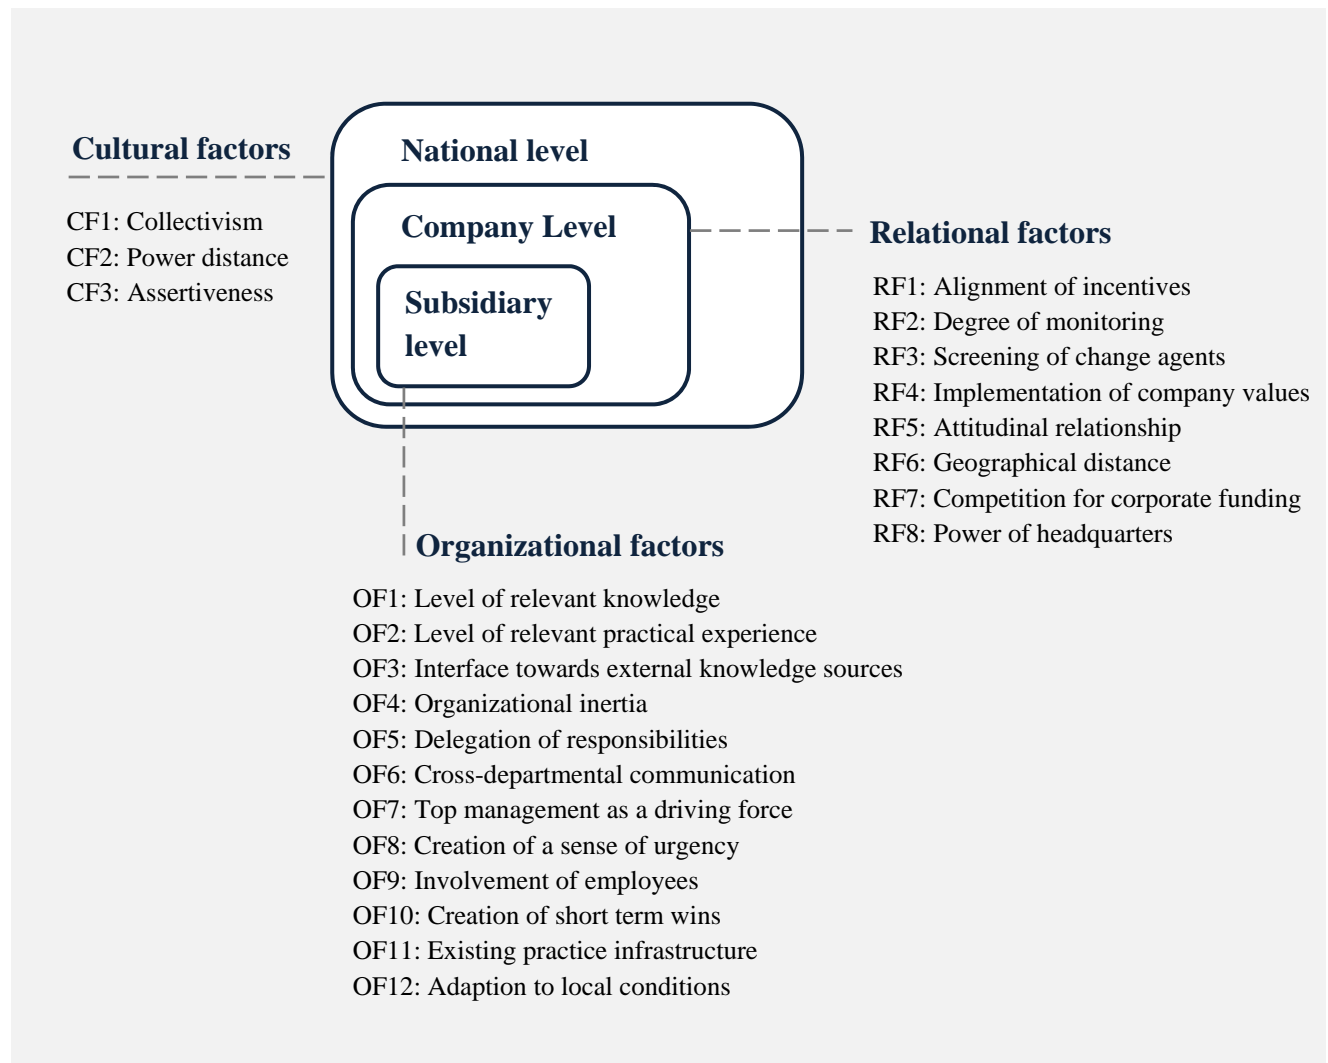 Cultural factors
CF1: Collectivism
CF2: Power distance
CF3: Assertiveness
National level
Company Level
Subsidiary
level
Relational factors
RF1: Alignment of incentives
RF2: Degree of monitoring
RF3: Screening of change agents
RF4: Implementation of company values
RF5: Attitudinal relationship
RF6: Geographical distance
RF7: Competition for corporate funding
RF8: Power of headquarters
Organizational factors
OF1: Level of relevant knowledge
OF2: Level of relevant practical experience
OF3: Interface towards external knowledge sources
OF4: Organizational inertia
OF5: Delegation of responsibilities
OF6: Cross-departmental communication
OF7: Top management as a driving force
OF8: Creation of a sense of urgency
OF9: Involvement of employees
OF10: Creation of short term wins
OF11: Existing practice infrastructure
OF12: Adaption to local conditions